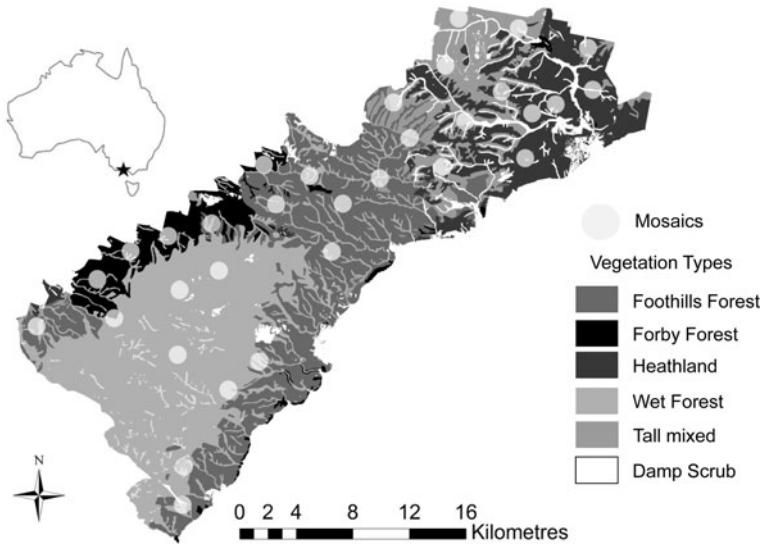 Mosaics
Vegetation Types
Foothills Forest
Forby Forest
Heathland
Wet Forest
Tall mixed
Damp Scrub
N
0 2 4 8 12 16
Kilometres